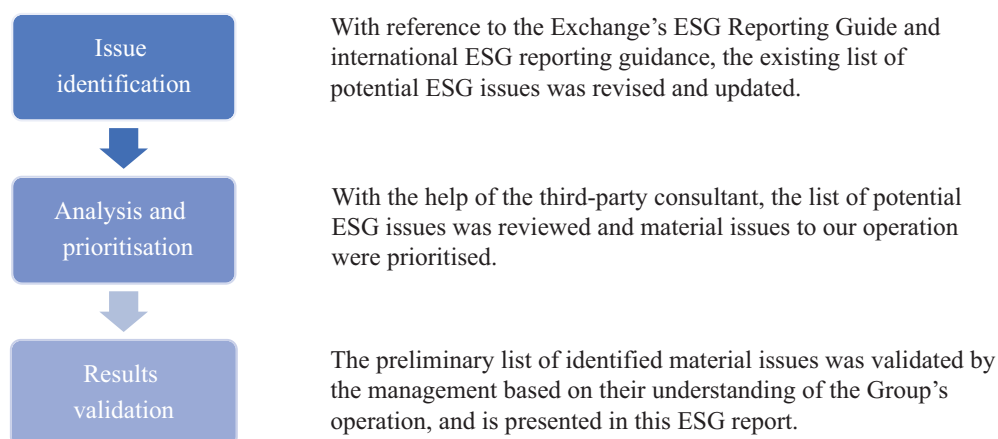 Issue
identification
With reference to the Exchange’s ESG Reporting Guide and
international ESG reporting guidance, the existing list of
potential ESG issues was revised and updated.
Analysis and
prioritisation
With the help of the third-party consultant, the list of potential
ESG issues was reviewed and material issues to our operation
were prioritised.
Results
validation
The preliminary list of identified material issues was validated by
the management based on their understanding of the Group’s
operation, and is presented in this ESG report.